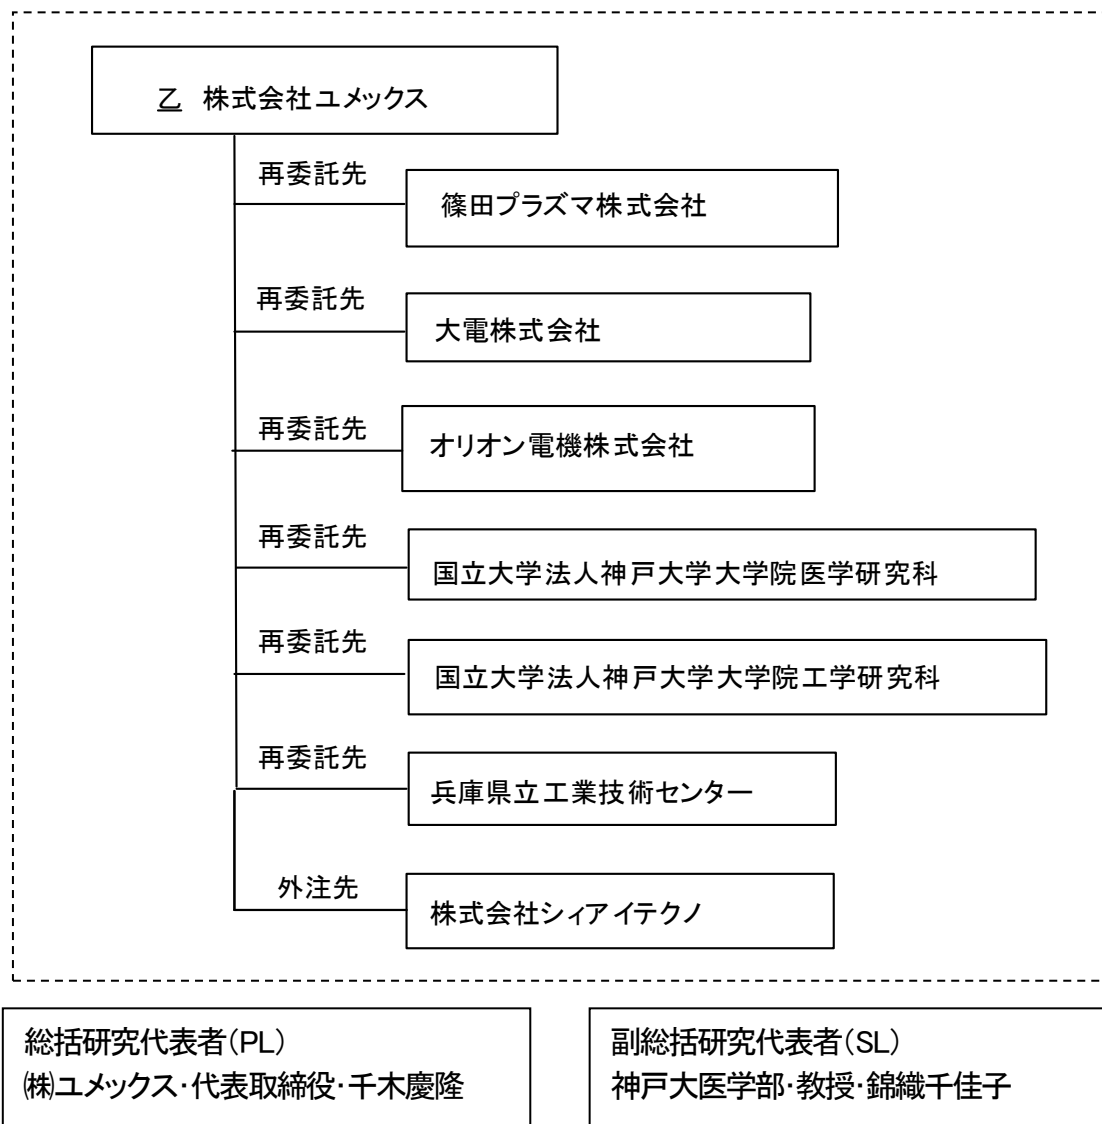 乙 株式会社ユメックス
再委託先
篠田プラズマ株式会社
再委託先
大電株式会社
再委託先
オリオン電機株式会社
再委託先
国立大学法人神戸大学大学院医学研究科
再委託先
国立大学法人神戸大学大学院工学研究科
再委託先
兵庫県立工業技術センター
外注先
株式会社シィアイテクノ
総括研究代表者(PL)
㈱ユメックス・代表取締役・千木慶隆
副総括研究代表者(SL)
神戸大医学部・教授・錦織千佳子